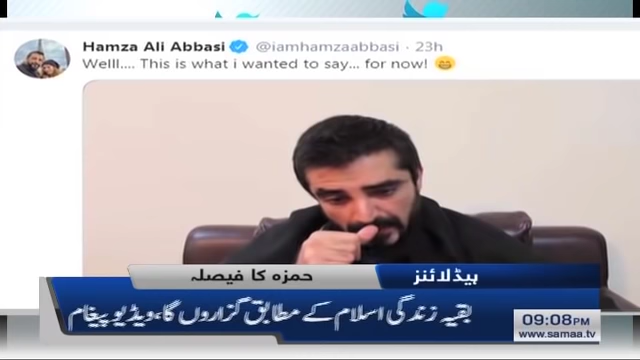 Hamza Ali Abbasi @iamhamzaabbasi · 23h
Welll.... This is what i wanted to say... for now! 😁
ہیڈلائنز
حمزہ کا فیصلہ
بقیہ زندگی اسلام کے مطابق گزاروں گا، ویڈیو پیغام
09:08PM
www.samaa.tv